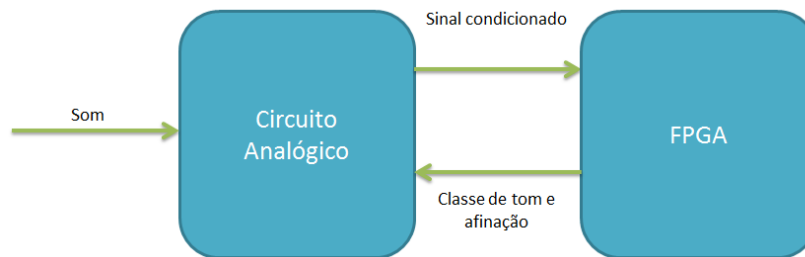 Sinal condicionado
Som
Circuito
Analógico
FPGA
Classe de tom e
afinação